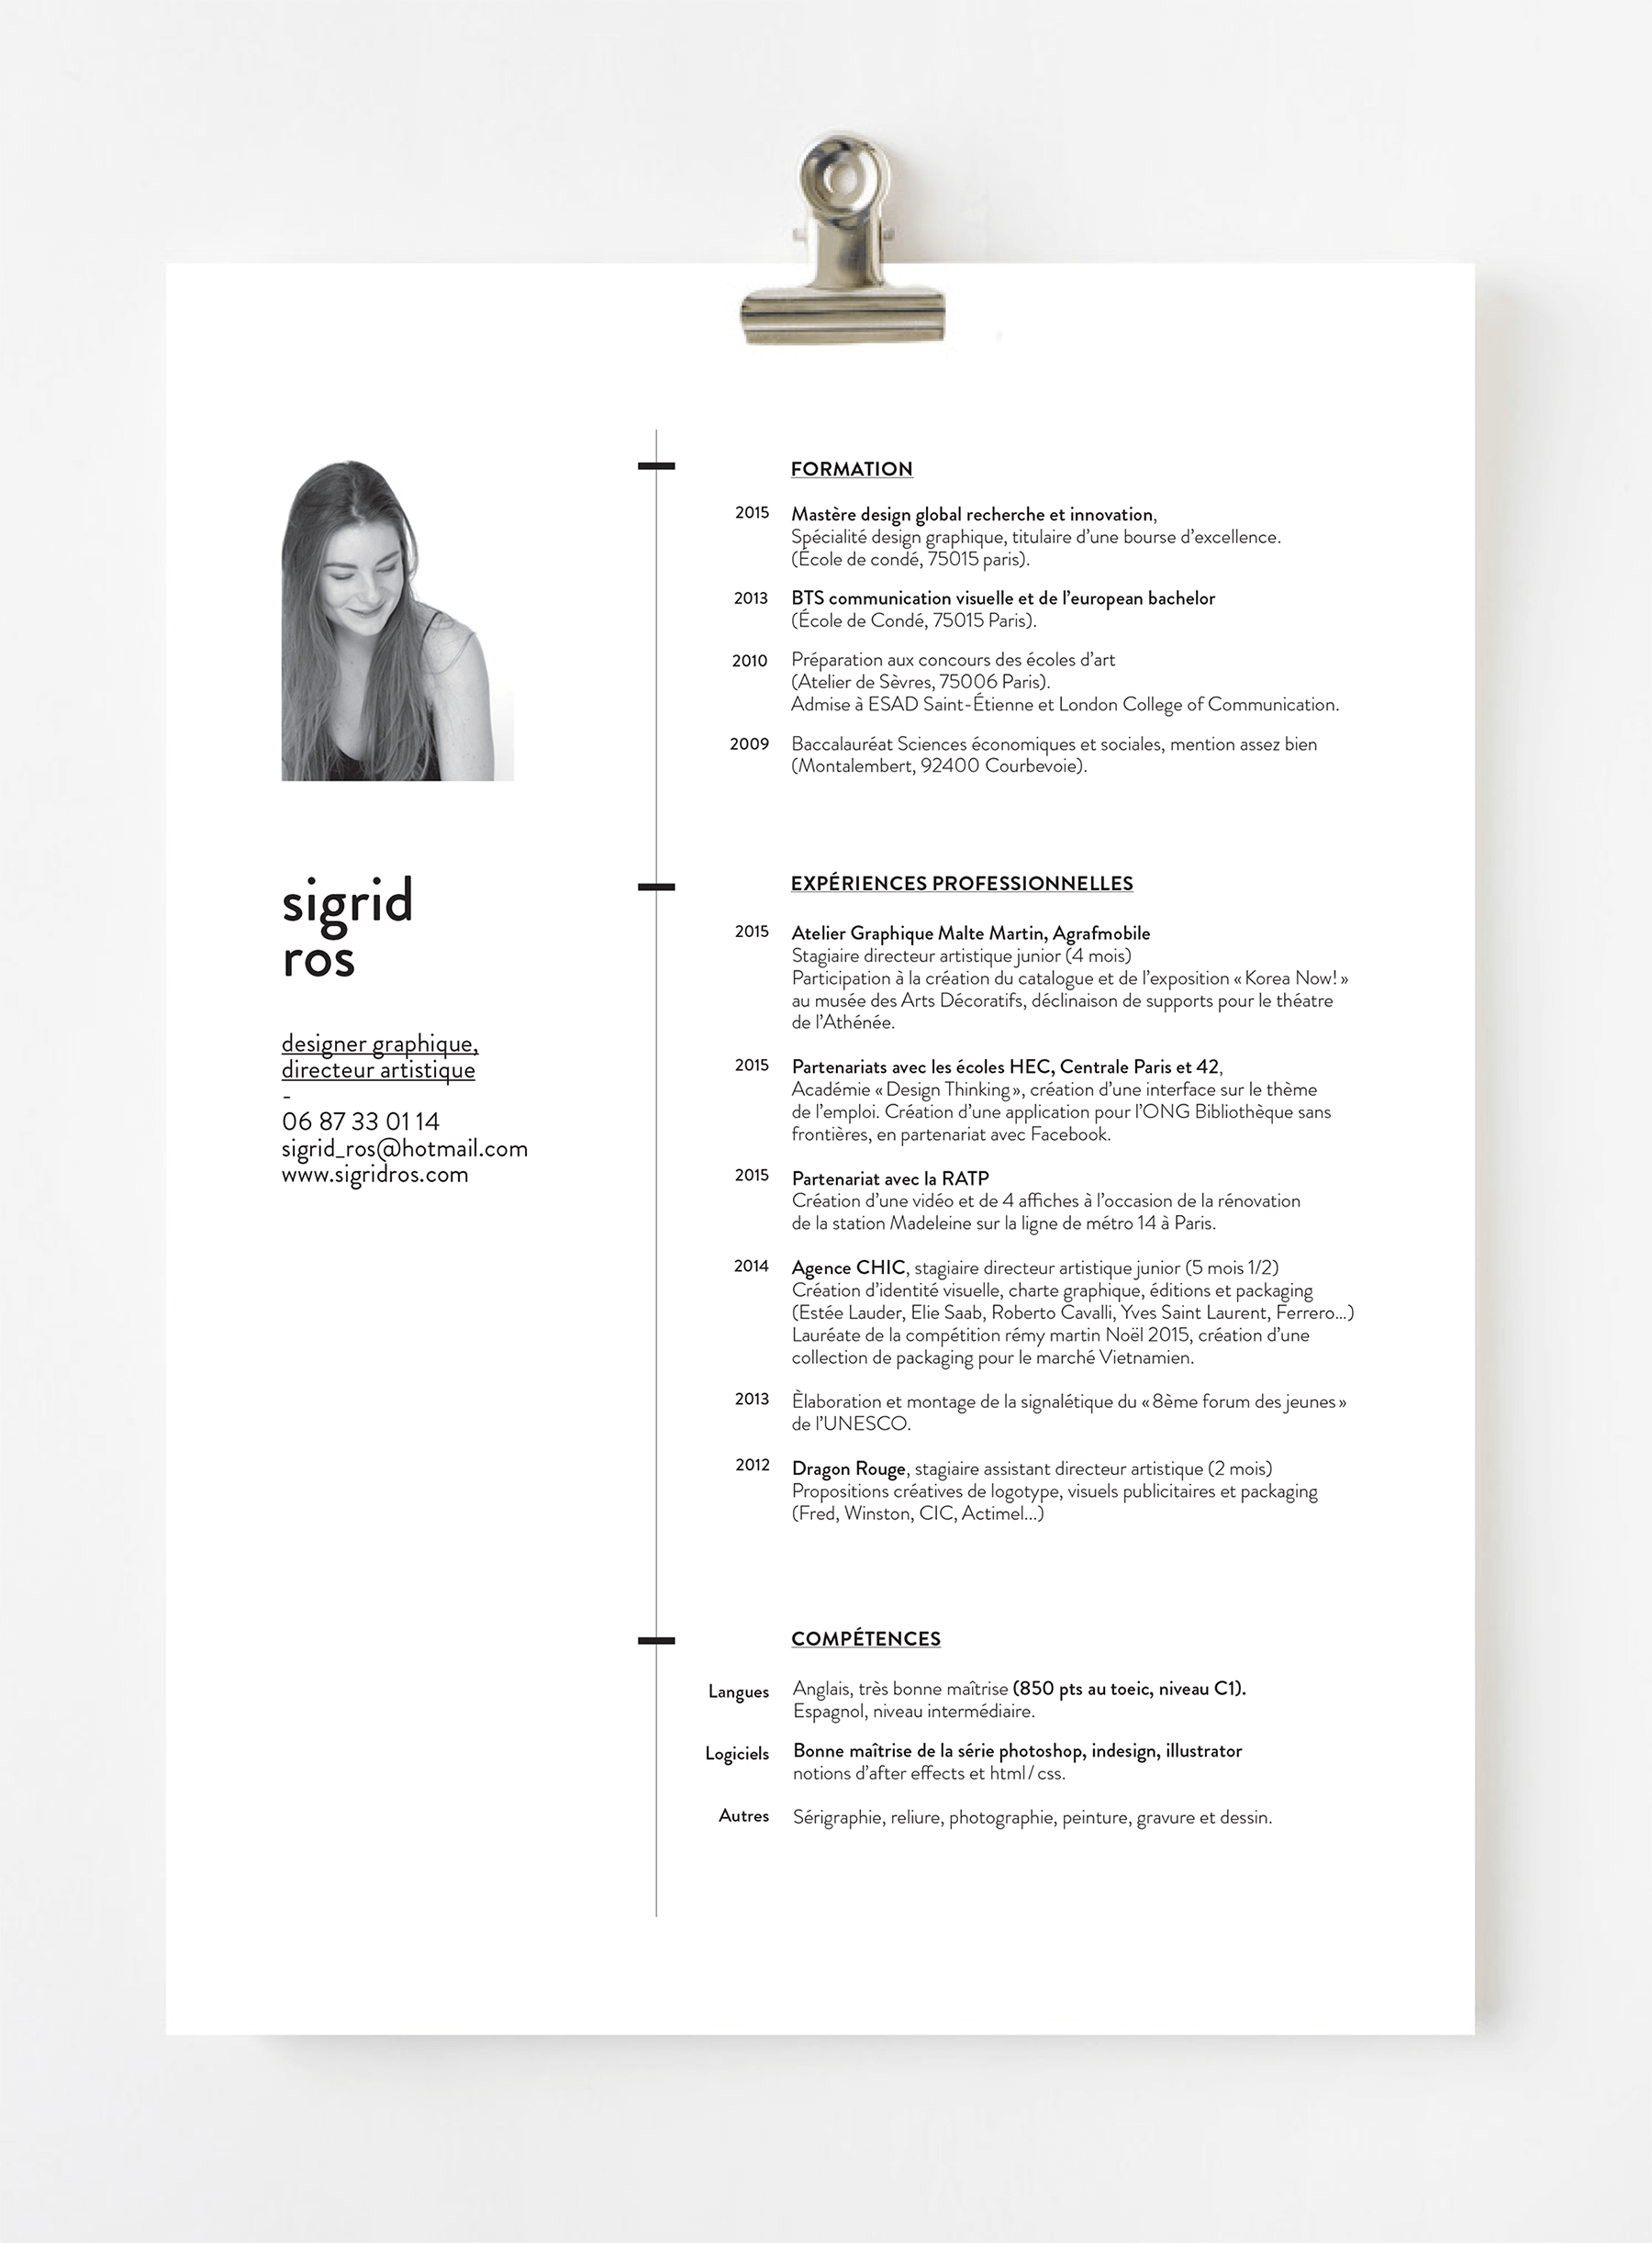 sigrid
ros
designer graphique,
directeur artistique
-
06 87 33 01 14
sigrid_ros@hotmail.com
www.sigridros.com
FORMATION
2015 Mastère design global recherche et innovation,
Spécialité design graphique, titulaire d'une bourse d'excellence.
(École de condé, 75015 paris).
2013 BTS communication visuelle et de l'european bachelor
(École de Condé, 75015 Paris).
2010 Préparation aux concours des écoles d'art
(Atelier de Sèvres, 75006 Paris).
Admise à ESAD Saint-Étienne et London College of Communication.
2009 Baccalauréat Sciences économiques et sociales, mention assez bien
(Montalembert, 92400 Courbevoie).
EXPÉRIENCES PROFESSIONNELLES
2015 Atelier Graphique Malte Martin, Agrafmobile
Stagiaire directeur artistique junior (4 mois)
Participation à la création du catalogue et de l'exposition « Korea Now! »
au musée des Arts Décoratifs, déclinaison de supports pour le théatre
de l'Athénée.
2015 Partenariats avec les écoles HEC, Centrale Paris et 42,
Académie « Design Thinking », création d'une interface sur le thème
de l'emploi. Création d'une application pour l'ONG Bibliothèque sans
frontières, en partenariat avec Facebook.
2015 Partenariat avec la RATP
Création d'une vidéo et de 4 affiches à l'occasion de la rénovation
de la station Madeleine sur la ligne de métro 14 à Paris.
2014 Agence CHIC, stagiaire directeur artistique junior (5 mois 1/2)
Création d'identité visuelle, charte graphique, éditions et packaging
(Estée Lauder, Elie Saab, Roberto Cavalli, Yves Saint Laurent, Ferrero...)
Lauréate de la compétition rémy martin Noël 2015, création d'une
collection de packaging pour le marché Vietnamien.
2013 Èlaboration et montage de la signalétique du « 8ème forum des jeunes »
de l'UNESCO.
2012 Dragon Rouge, stagiaire assistant directeur artistique (2 mois)
Propositions créatives de logotype, visuels publicitaires et packaging
(Fred, Winston, CIC, Actimel...)
COMPÉTENCES
Langues Anglais, très bonne maîtrise (850 pts au toeic, niveau C1).
Espagnol, niveau intermédiaire.
Logiciels Bonne maîtrise de la série photoshop, indesign, illustrator
notions d'after effects et html / css.
Autres Sérigraphie, reliure, photographie, peinture, gravure et dessin.